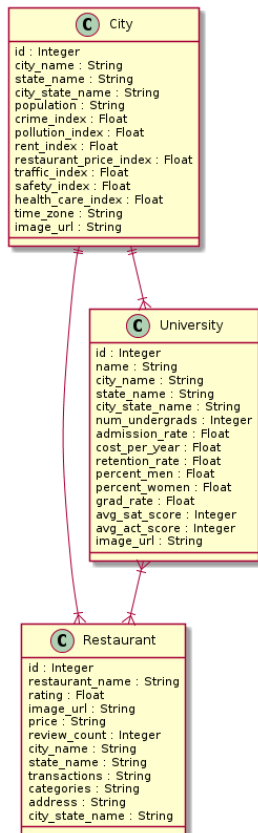 C City
id : Integer
city_name : String
state_name : String
city_state_name : String
population : String
crime_index : Float
pollution_index : Float
rent_index : Float
restaurant_price_index : Float
traffic_index : Float
safety_index : Float
health_care_index : Float
time_zone : String
image_url : String
C University
id : Integer
name : String
city_name : String
state_name : String
city_state_name : String
num_undergrads : Integer
admission_rate : Float
cost_per_year : Float
retention_rate : Float
percent_men : Float
percent_women : Float
grad_rate : Float
avg_sat_score : Integer
avg_act_score : Integer
image_url : String
C Restaurant
id : Integer
restaurant_name : String
rating : Float
image_url : String
price : String
review_count : Integer
city_name : String
state_name : String
transactions : String
categories : String
address : String
city_state_name : String